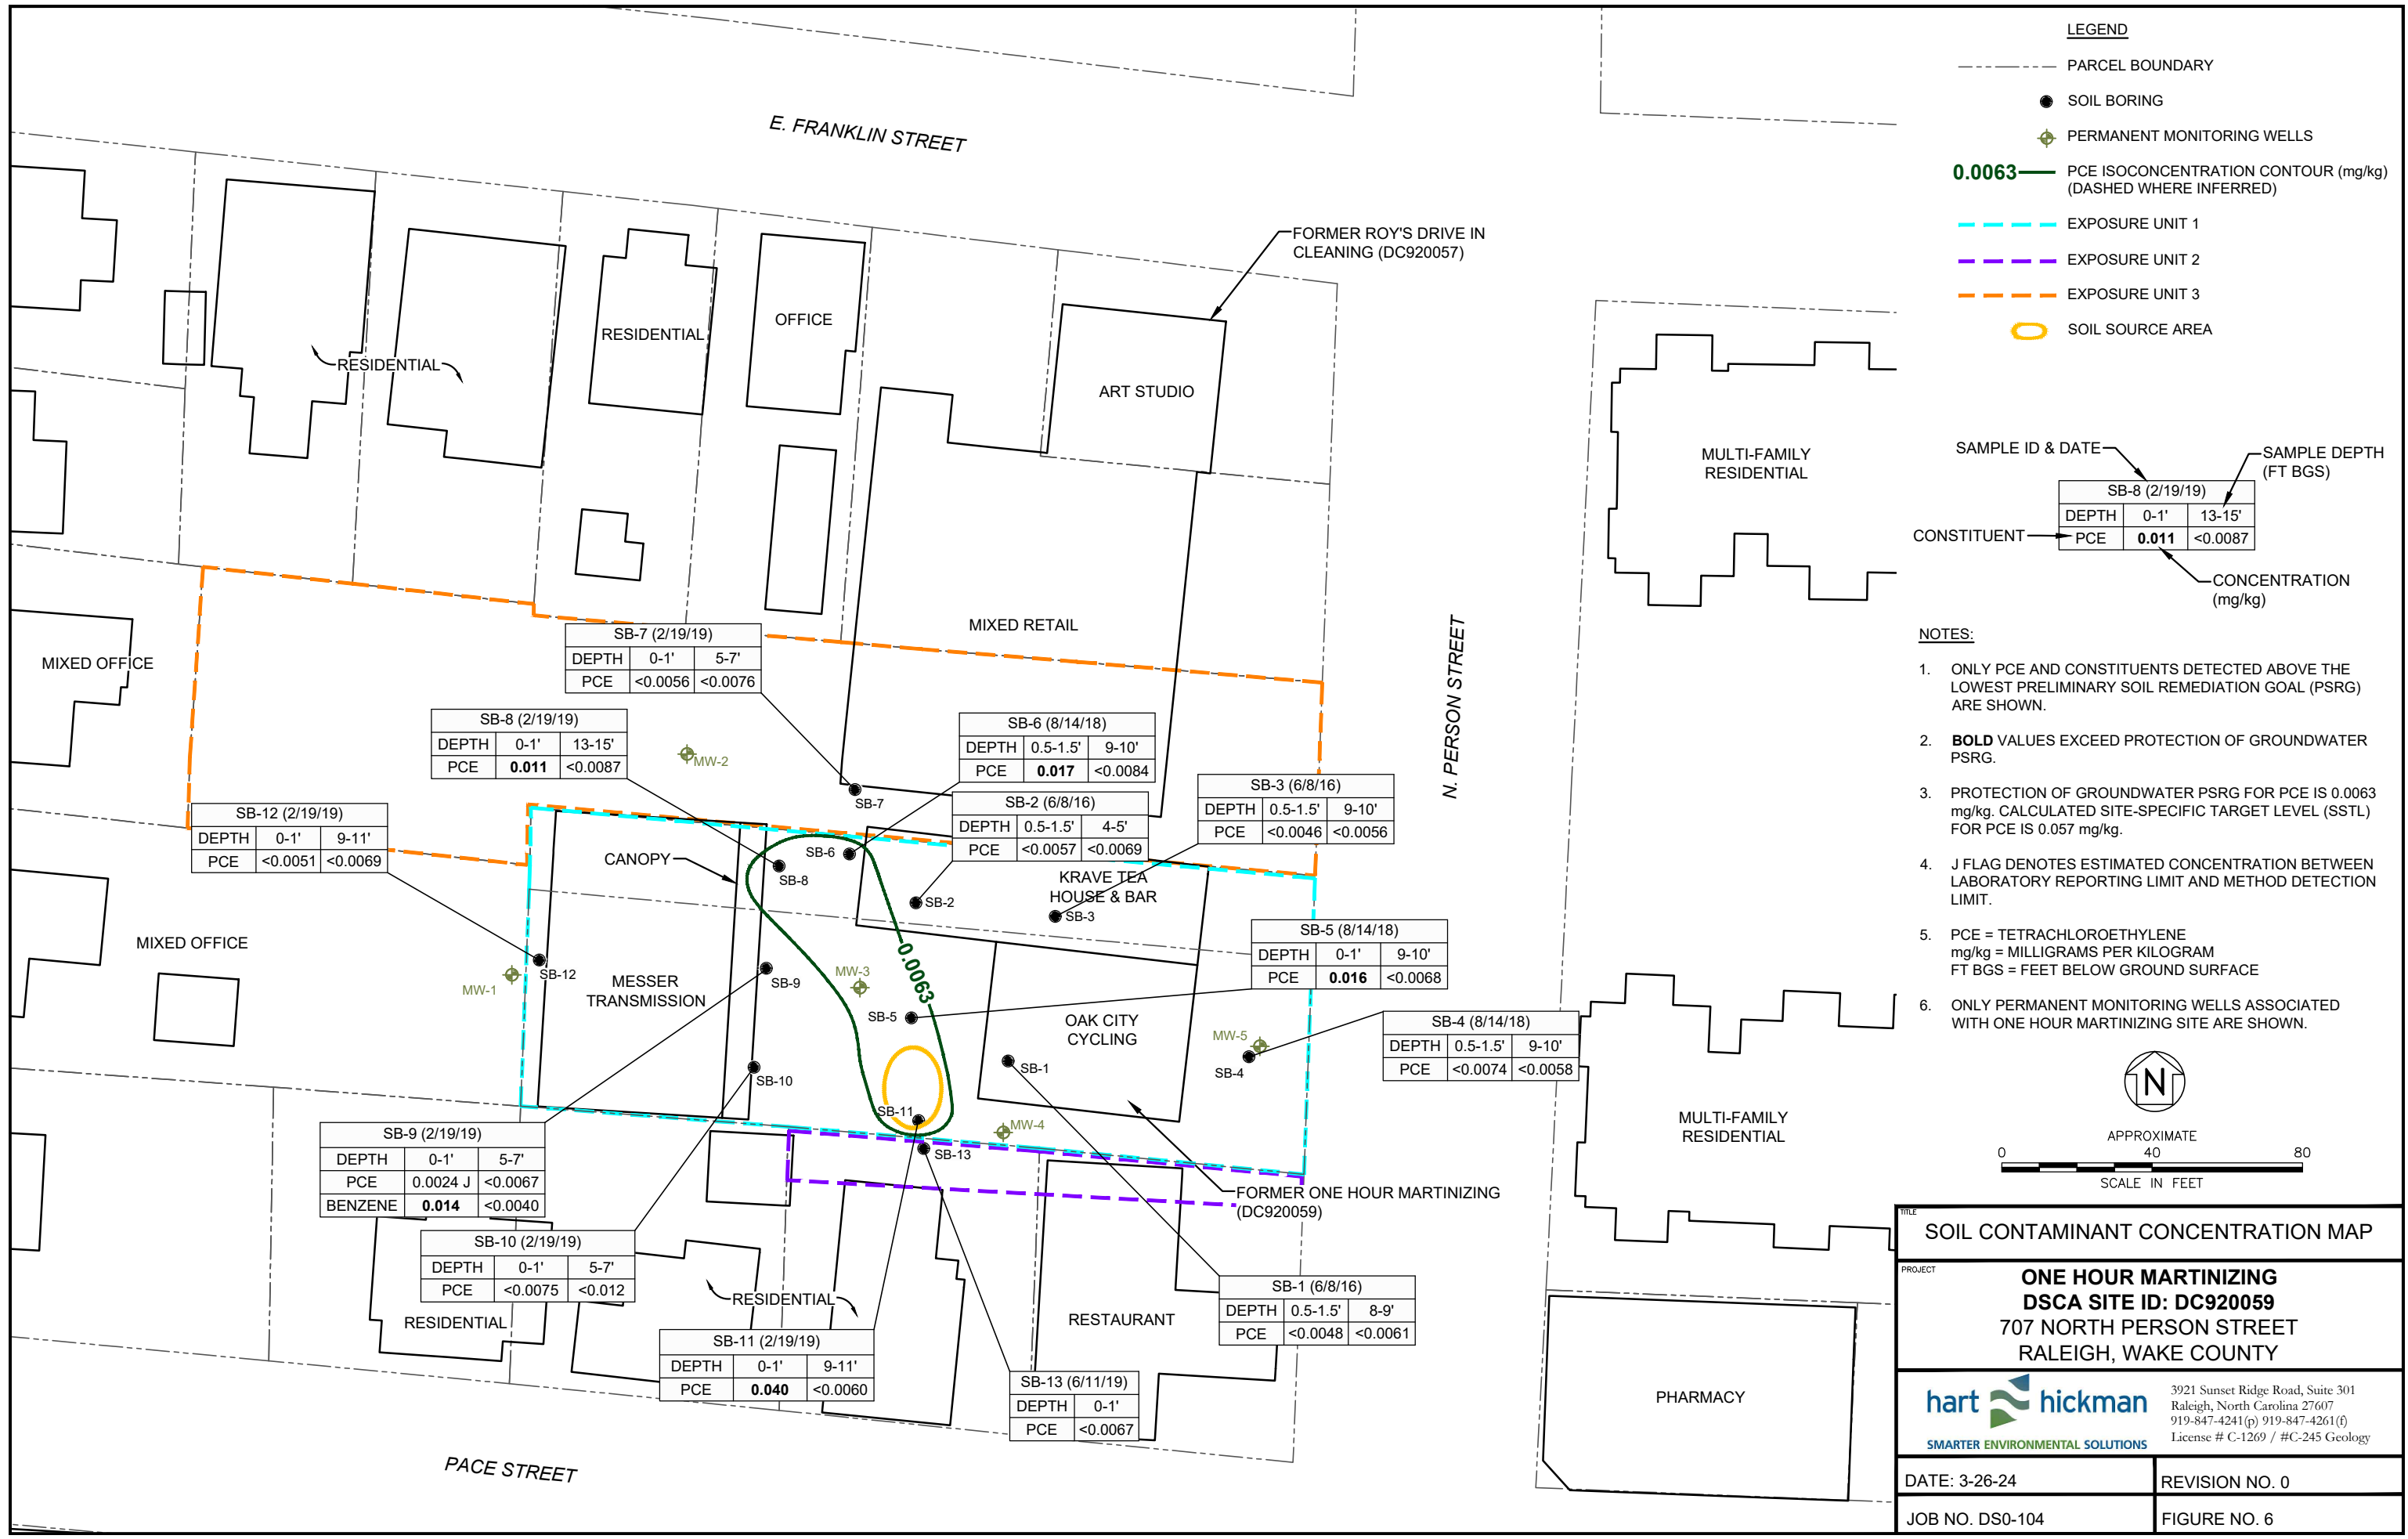 E. FRANKLIN STREET
FORMER ROY'S DRIVE IN
CLEANING (DC920057)
RESIDENTIAL
RESIDENTIAL
OFFICE
ART STUDIO
MULTI-FAMILY
RESIDENTIAL
MIXED OFFICE
MIXED RETAIL
N. PERSON STREET
SB-7 (2/19/19)
DEPTH 0-1' 5-7'
PCE <0.0056 <0.0076
SB-8 (2/19/19)
DEPTH 0-1' 13-15'
PCE 0.011 <0.0087
MW-2
SB-7
SB-6 (8/14/18)
DEPTH 0.5-1.5' 9-10'
PCE 0.017 <0.0084
SB-3 (6/8/16)
DEPTH 0.5-1.5' 9-10'
PCE <0.0046 <0.0056
SB-2 (6/8/16)
DEPTH 0.5-1.5' 4-5'
PCE <0.0057 <0.0069
SB-12 (2/19/19)
DEPTH 0-1' 9-11'
PCE <0.0051 <0.0069
CANOPY
SB-6
SB-8
KRAVE TEA
HOUSE & BAR
SB-2
SB-3
MIXED OFFICE
SB-5 (8/14/18)
DEPTH 0-1' 9-10'
PCE 0.016 <0.0068
MW-1
SB-12
MESSER
TRANSMISSION
SB-9
MW-3
0.0063
SB-5
OAK CITY
CYCLING
SB-4 (8/14/18)
DEPTH 0.5-1.5' 9-10'
PCE <0.0074 <0.0058
MW-5
SB-4
SB-1
SB-10
SB-11
MW-4
SB-13
MULTI-FAMILY
RESIDENTIAL
SB-9 (2/19/19)
DEPTH 0-1' 5-7'
PCE 0.0024 J <0.0067
BENZENE 0.014 <0.0040
FORMER ONE HOUR MARTINIZING
(DC920059)
SB-10 (2/19/19)
DEPTH 0-1' 5-7'
PCE <0.0075 <0.012
RESIDENTIAL
RESIDENTIAL
SB-11 (2/19/19)
DEPTH 0-1' 9-11'
PCE 0.040 <0.0060
RESTAURANT
SB-1 (6/8/16)
DEPTH 0.5-1.5' 8-9'
PCE <0.0048 <0.0061
SB-13 (6/11/19)
DEPTH 0-1'
PCE <0.0067
PHARMACY
PACE STREET
LEGEND
PARCEL BOUNDARY
SOIL BORING
PERMANENT MONITORING WELLS
0.0063 PCE ISOCONCENTRATION CONTOUR (mg/kg)
(DASHED WHERE INFERRED)
EXPOSURE UNIT 1
EXPOSURE UNIT 2
EXPOSURE UNIT 3
SOIL SOURCE AREA
SAMPLE ID & DATE
SAMPLE DEPTH
(FT BGS)
SB-8 (2/19/19)
DEPTH 0-1' 13-15'
CONSTITUENT PCE 0.011 <0.0087
CONCENTRATION
(mg/kg)
NOTES:
1. ONLY PCE AND CONSTITUENTS DETECTED ABOVE THE
LOWEST PRELIMINARY SOIL REMEDIATION GOAL (PSRG)
ARE SHOWN.
2. BOLD VALUES EXCEED PROTECTION OF GROUNDWATER
PSRG.
3. PROTECTION OF GROUNDWATER PSRG FOR PCE IS 0.0063
mg/kg. CALCULATED SITE-SPECIFIC TARGET LEVEL (SSTL)
FOR PCE IS 0.057 mg/kg.
4. J FLAG DENOTES ESTIMATED CONCENTRATION BETWEEN
LABORATORY REPORTING LIMIT AND METHOD DETECTION
LIMIT.
5. PCE = TETRACHLOROETHYLENE
mg/kg = MILLIGRAMS PER KILOGRAM
FT BGS = FEET BELOW GROUND SURFACE
6. ONLY PERMANENT MONITORING WELLS ASSOCIATED
WITH ONE HOUR MARTINIZING SITE ARE SHOWN.
N
APPROXIMATE
0 40 80
SCALE IN FEET
TITLE
SOIL CONTAMINANT CONCENTRATION MAP
PROJECT
ONE HOUR MARTINIZING
DSCA SITE ID: DC920059
707 NORTH PERSON STREET
RALEIGH, WAKE COUNTY
hart hickman
SMARTER ENVIRONMENTAL SOLUTIONS
3921 Sunset Ridge Road, Suite 301
Raleigh, North Carolina 27607
919-847-4241(p) 919-847-4261(f)
License # C-1269 / #C-245 Geology
DATE: 3-26-24
REVISION NO. 0
JOB NO. DS0-104
FIGURE NO. 6